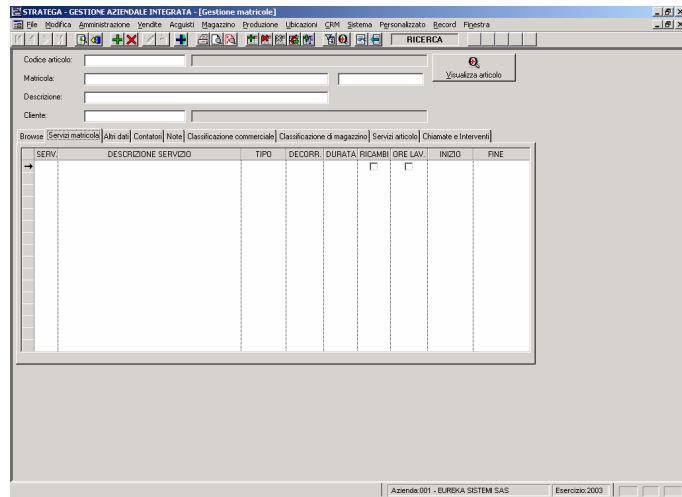 STRATEGA - GESTIONE AZIENDALE INTEGRATA - [Gestione matricole]
File Modifica Amministrazione Vendite Acquisti Magazzino Produzione Ubicazioni CRM Sistema Personalizzato Record Finestra
RICERCA
Codice articolo:
Visualizza articolo
Matricola:
Descrizione:
Cliente:
Browse Servizi matricola Altri dati Contatori Note Classificazione commerciale Classificazione di magazzino Servizi articolo Chiamate e Interventi
SERV. DESCRIZIONE SERVIZIO TIPO DECORR. DURATA RICAMBI ORE LAV. INIZIO FINE
Azienda:001 - EUREKA SISTEMI SAS Esercizio:2003